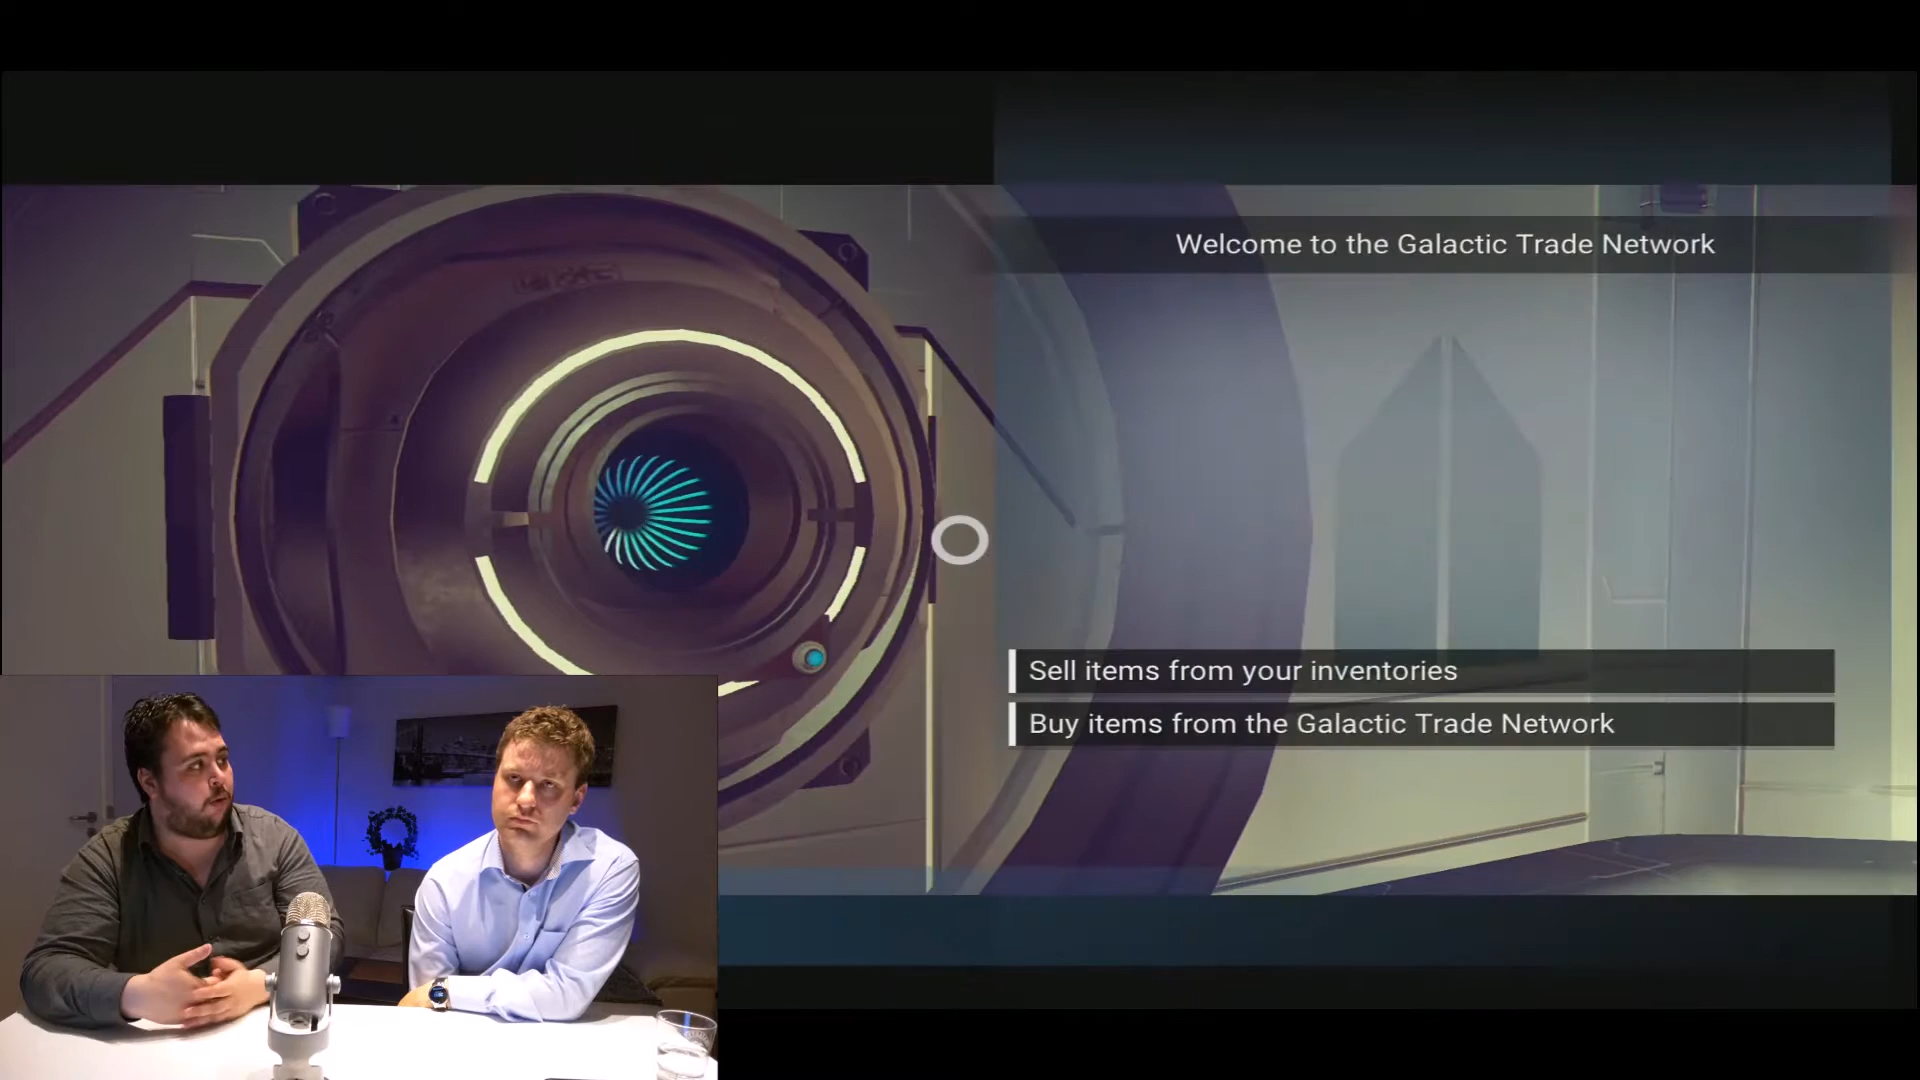 Welcome to the Galactic Trade Network
Sell items from your inventories
Buy items from the Galactic Trade Network